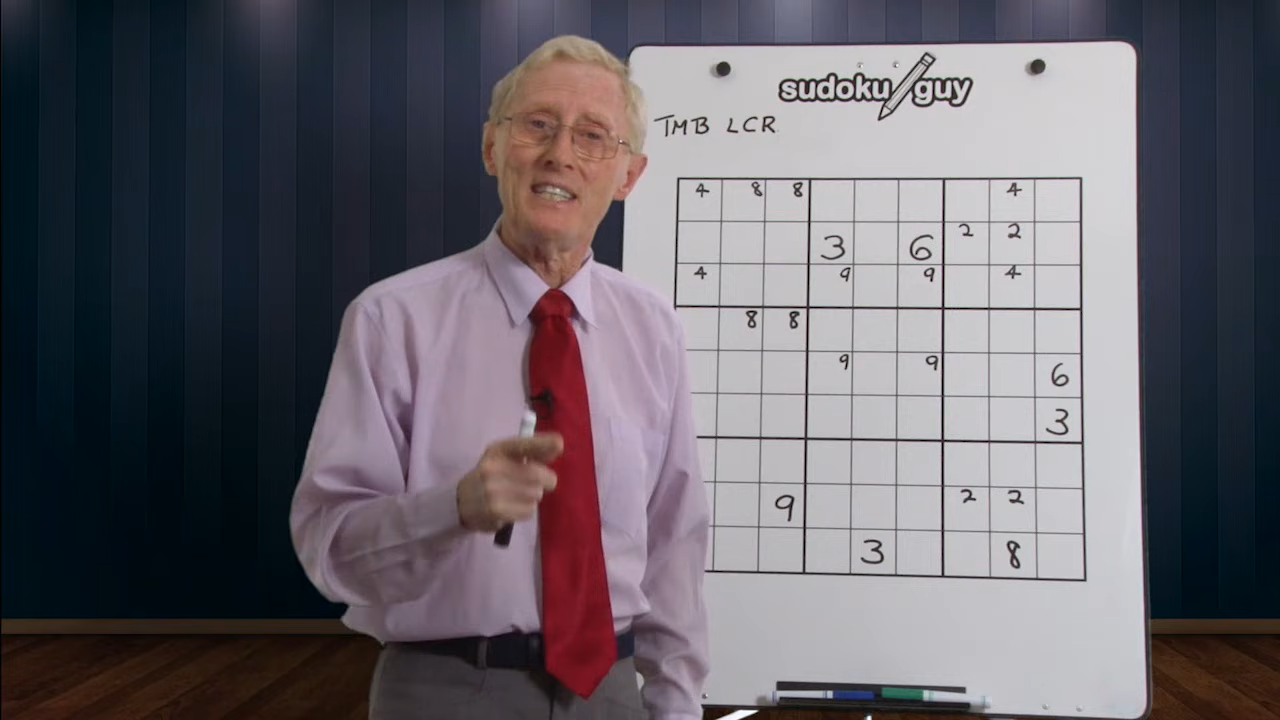 sudoku guy
TMB LCR
4 8 8 4
3 6 2 2
4 9 9 4
8 8
9 9 6
3
9 2 2
3 8